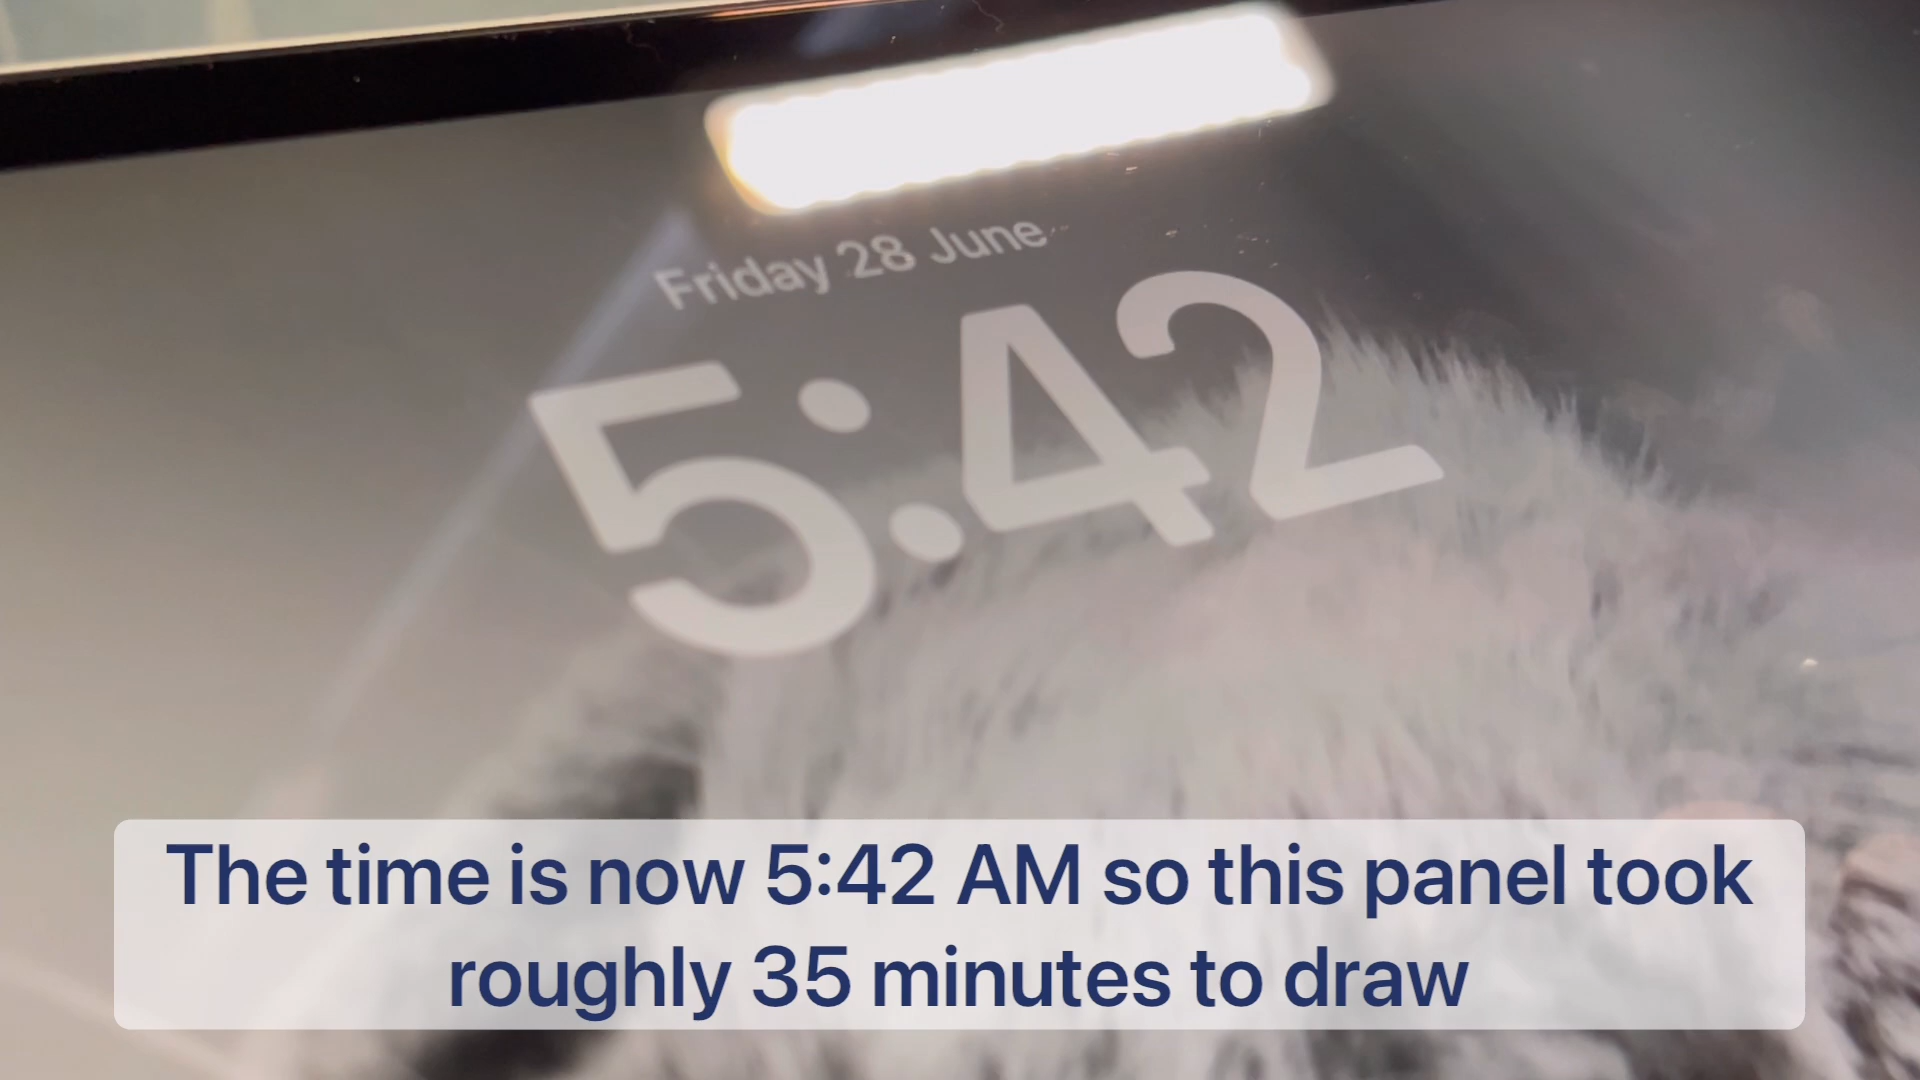 Friday 28 June
5:42
The time is now 5:42 AM so this panel took
roughly 35 minutes to draw